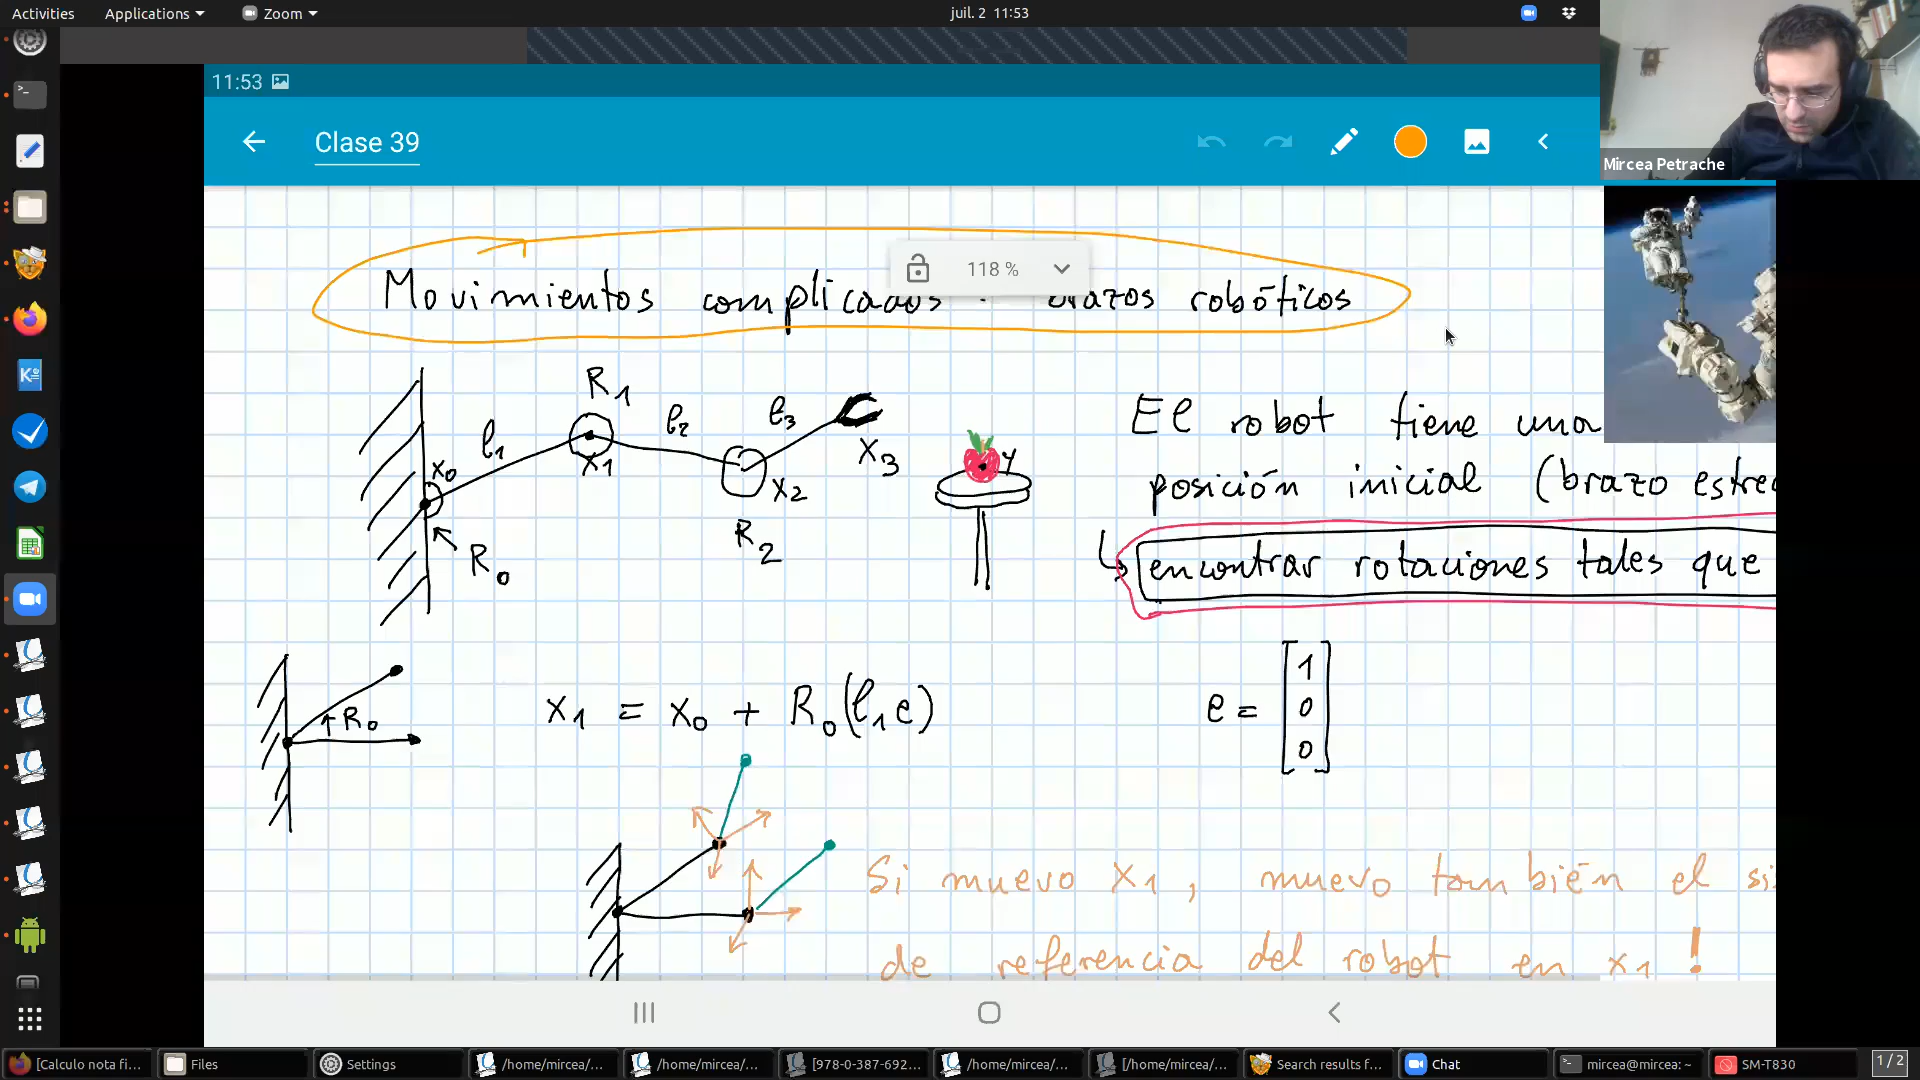 Activities Applications Zoom juil. 2 11:53
11:53
Clase 39
Mircea Petrache
118 %
Movimientos complicados : brazos robóticos
R1
l1 l2 l3
x0 x1 x2 x3 y
R0 R2
El robot tiene una
posición inicial (brazo
encontrar rotaciones tales que
R0
x1 = x0 + R0(l1e)
e = [1 0 0]
Si muevo x1, muevo también el
de referencia del robot en x1 !
[Calculo nota fi... Files Settings /home/mircea/... /home/mircea/... [978-0-387-692... /home/mircea/... [/home/mircea/... Search results f... Chat mircea@mircea: ~ SM-T830 1 / 2